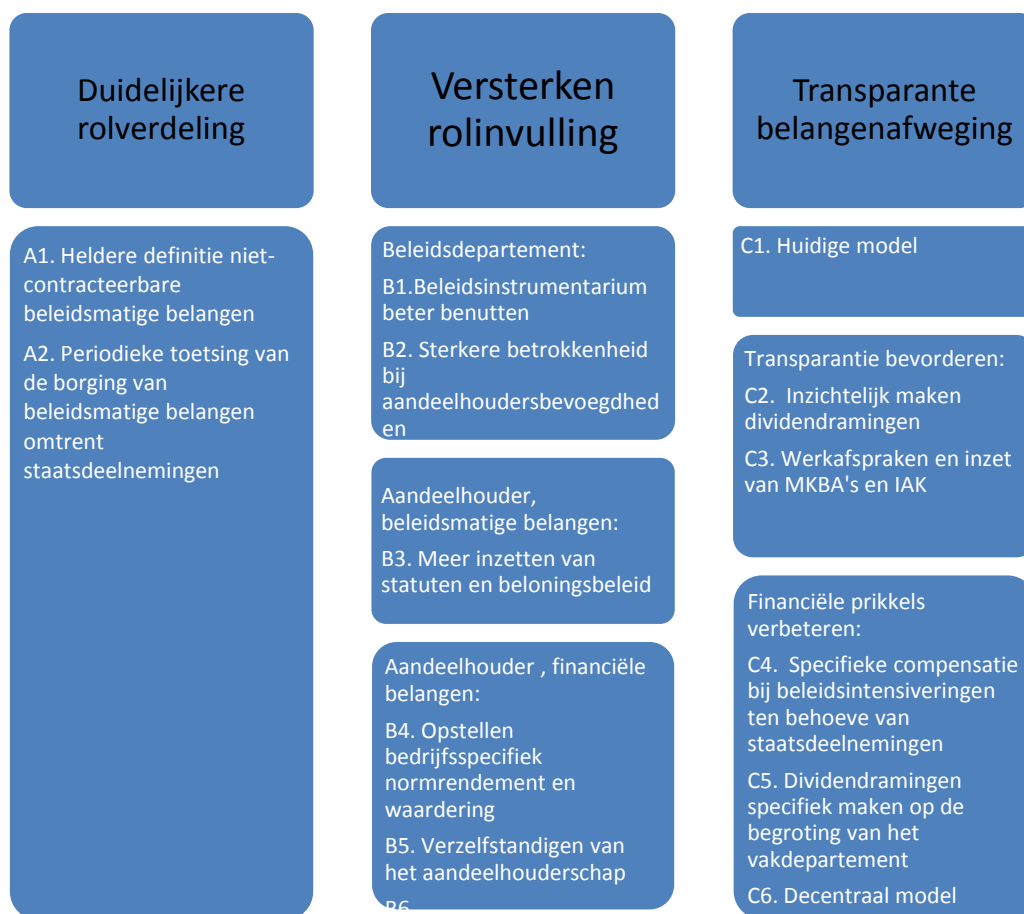 Duidelijkere
rolverdeling
A1. Heldere definitie niet-
contracteerbare
beleidsmatige belangen
A2. Periodieke toetsing van
de borging van
beleidsmatige belangen
omtrent
staatsdeelnemingen
Versterken
rolinvulling
Beleidsdepartement:
B1.Beleidsinstrumentarium
beter benutten
B2. Sterkere betrokkenheid
bij
aandeelhoudersbevoegdhed
en
Aandeelhouder,
beleidsmatige belangen:
B3. Meer inzetten van
statuten en beloningsbeleid
Aandeelhouder , financiële
belangen:
B4. Opstellen
bedrijfsspecifiek
normrendement en
waardering
B5. Verzelfstandigen van
het aandeelhouderschap
B6.
Transparante
belangenafweging
C1. Huidige model
Transparantie bevorderen:
C2.  Inzichtelijk maken
dividendramingen
C3. Werkafspraken en inzet
van MKBA's en IAK
Financiële prikkels
verbeteren:
C4.  Specifieke compensatie
bij beleidsintensiveringen
ten behoeve van
staatsdeelnemingen
C5. Dividendramingen
specifiek maken op de
begroting van het
vakdepartement
C6. Decentraal model